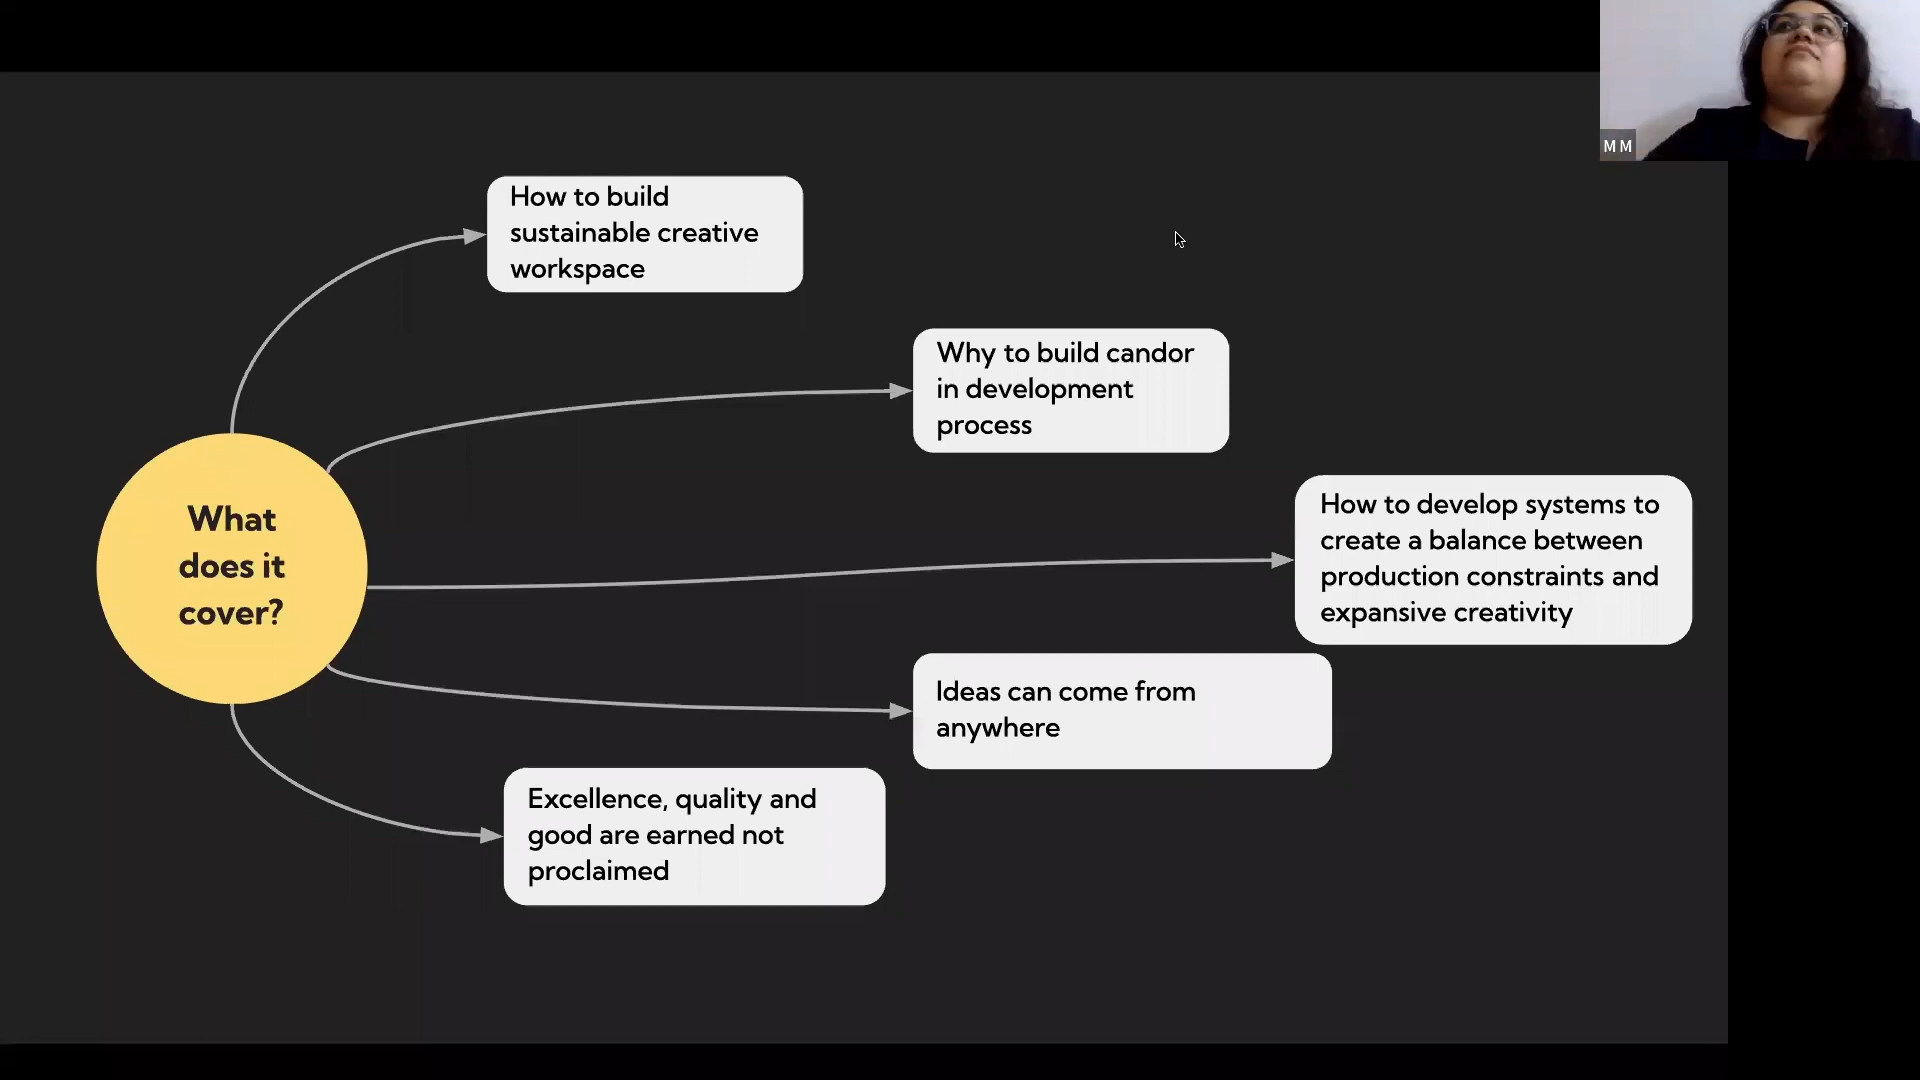 M M
How to build
sustainable creative
workspace
Why to build candor
in development
process
How to develop systems to
create a balance between
production constraints and
expansive creativity
What
does it
cover?
Ideas can come from
anywhere
Excellence, quality and
good are earned not
proclaimed